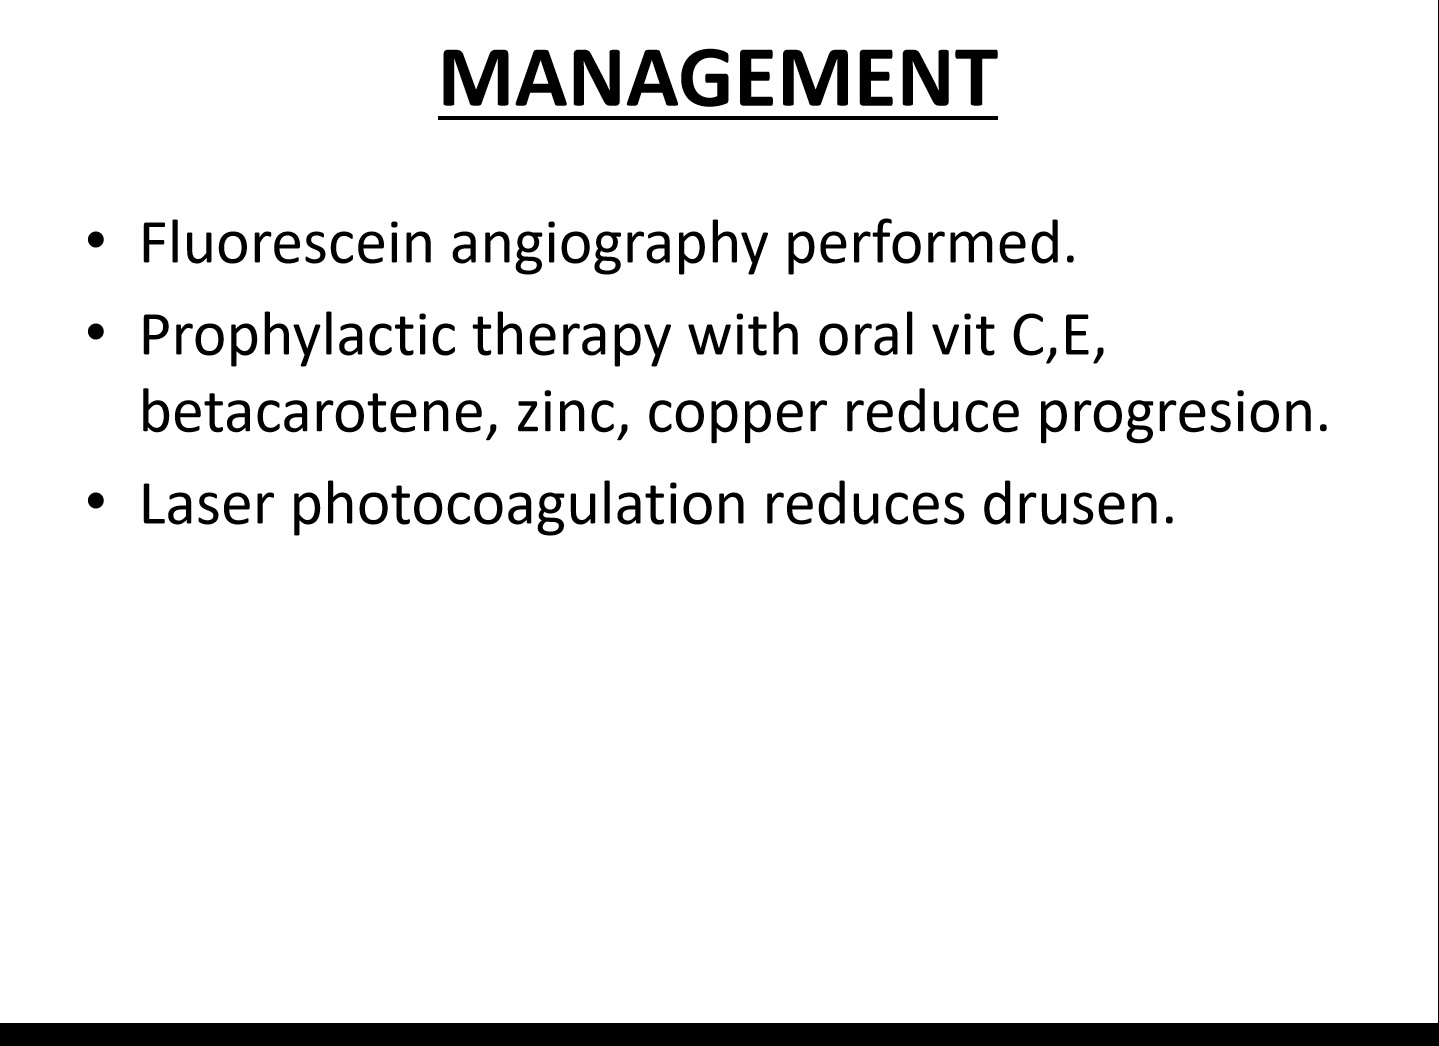 MANAGEMENT
• Fluorescein angiography performed.
• Prophylactic therapy with oral vit C,E,
betacarotene, zinc, copper reduce progresion.
• Laser photocoagulation reduces drusen.